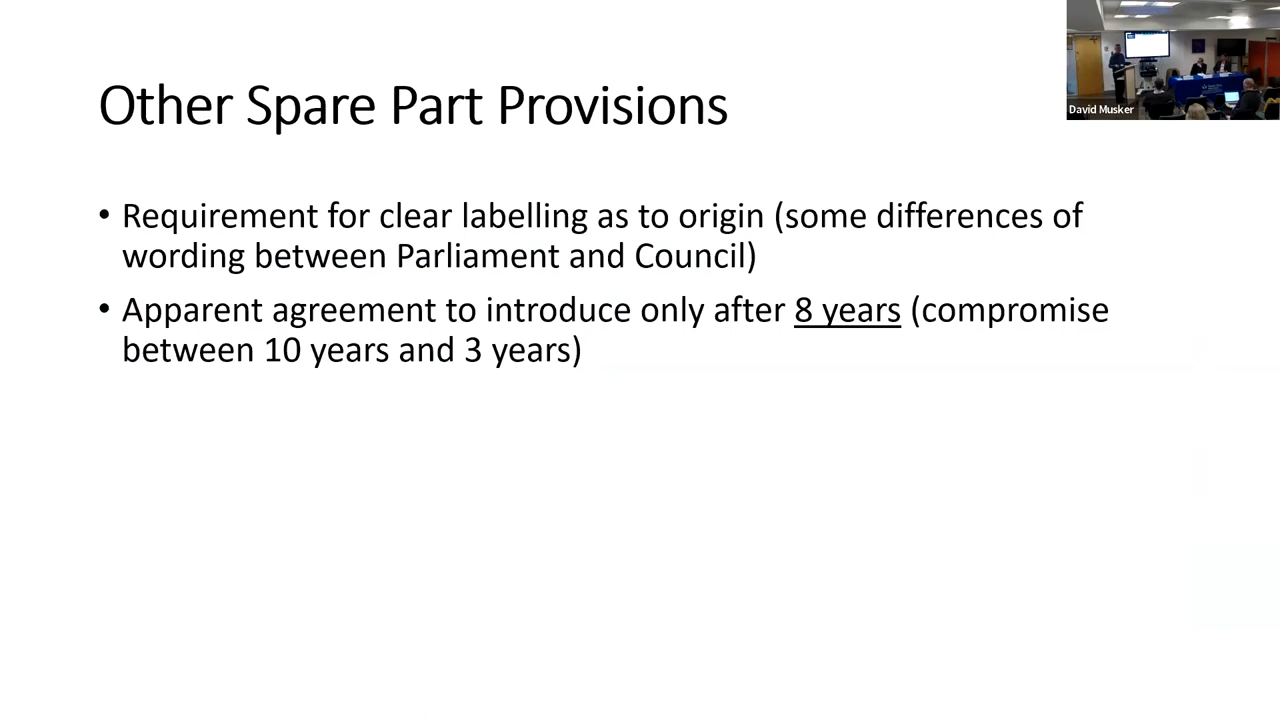 Other Spare Part Provisions
David Musker
• Requirement for clear labelling as to origin (some differences of
wording between Parliament and Council)
• Apparent agreement to introduce only after 8 years (compromise
between 10 years and 3 years)